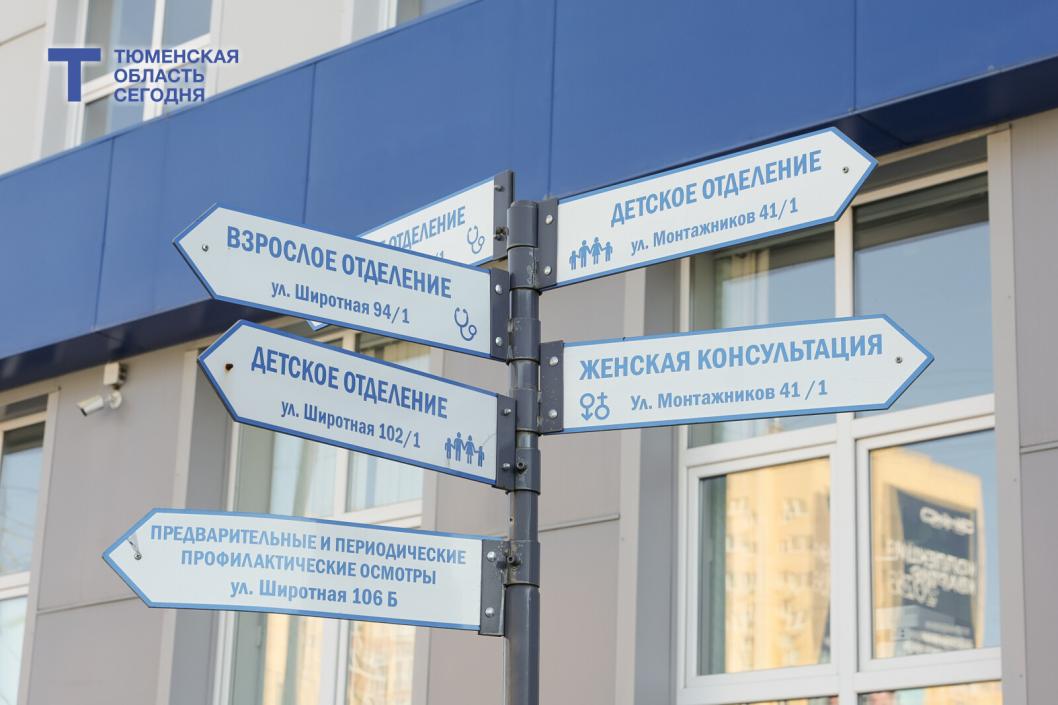 ТЮМЕНСКАЯ
ОБЛАСТЬ
СЕГОДНЯ
ДЕТСКОЕ ОТДЕЛЕНИЕ
ул. Монтажников 41/1
ОТДЕЛЕНИЕ
ВЗРОСЛОЕ ОТДЕЛЕНИЕ
ул. Широтная 94/1
ЖЕНСКАЯ КОНСУЛЬТАЦИЯ
Ул. Монтажников 41 /1
ДЕТСКОЕ ОТДЕЛЕНИЕ
ул. Широтная 102/1
ПРЕДВАРИТЕЛЬНЫЕ И ПЕРИОДИЧЕСКИЕ
ПРОФИЛАКТИЧЕСКИЕ ОСМОТРЫ
ул. Широтная 106 Б